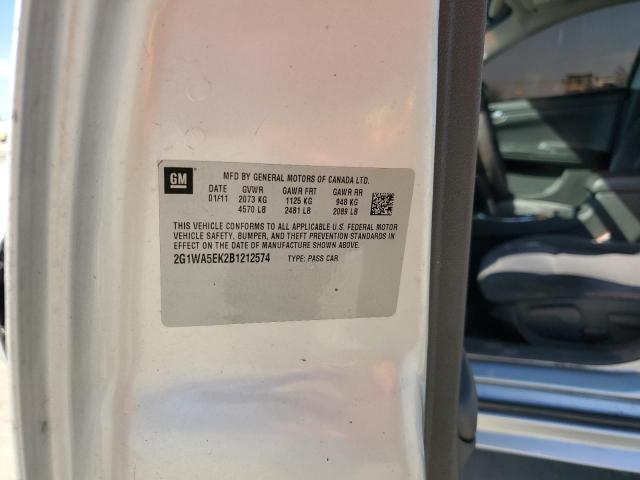 GM
MFD BY GENERAL MOTORS OF CANADA LTD.
DATE GVWR GAWR FRT GAWR RR
01/11 2073 KG 1125 KG 948 KG
4570 LB 2481 LB 2089 LB
THIS VEHICLE CONFORMS TO ALL APPLICABLE U.S. FEDERAL MOTOR
VEHICLE SAFETY, BUMPER, AND THEFT PREVENTION STANDARDS IN
EFFECT ON THE DATE OF MANUFACTURE SHOWN ABOVE.
2G1WA5EK2B1212574 TYPE: PASS CAR